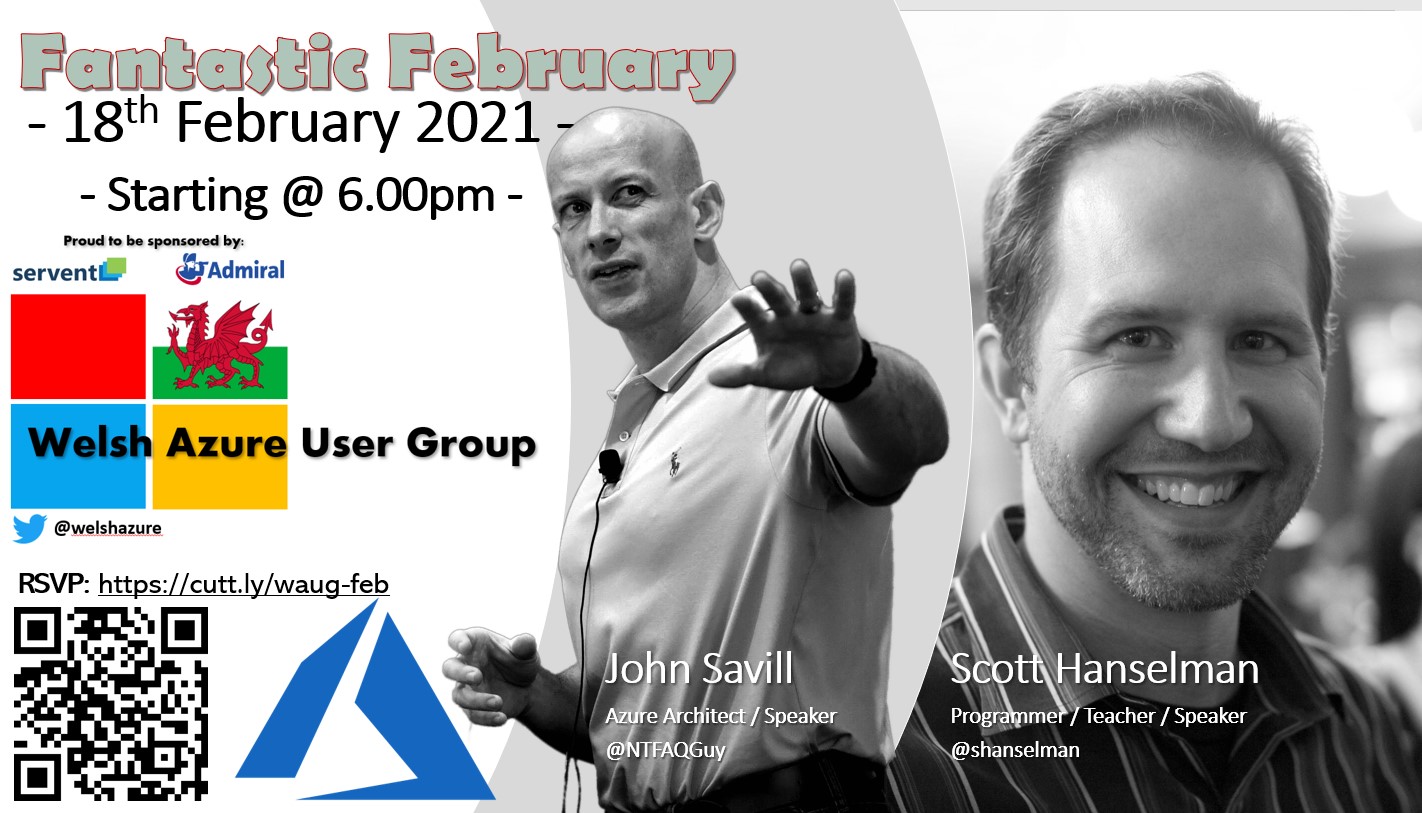 Fantastic February
- 18th February 2021 -
- Starting @ 6.00pm -
Proud to be sponsored by:
servent
Admiral
Welsh Azure User Group
@welshazure
RSVP: https://cutt.ly/waug-feb
John Savill
Azure Architect / Speaker
@NTFAQGuy
Scott Hanselman
Programmer / Teacher / Speaker
@shanselman